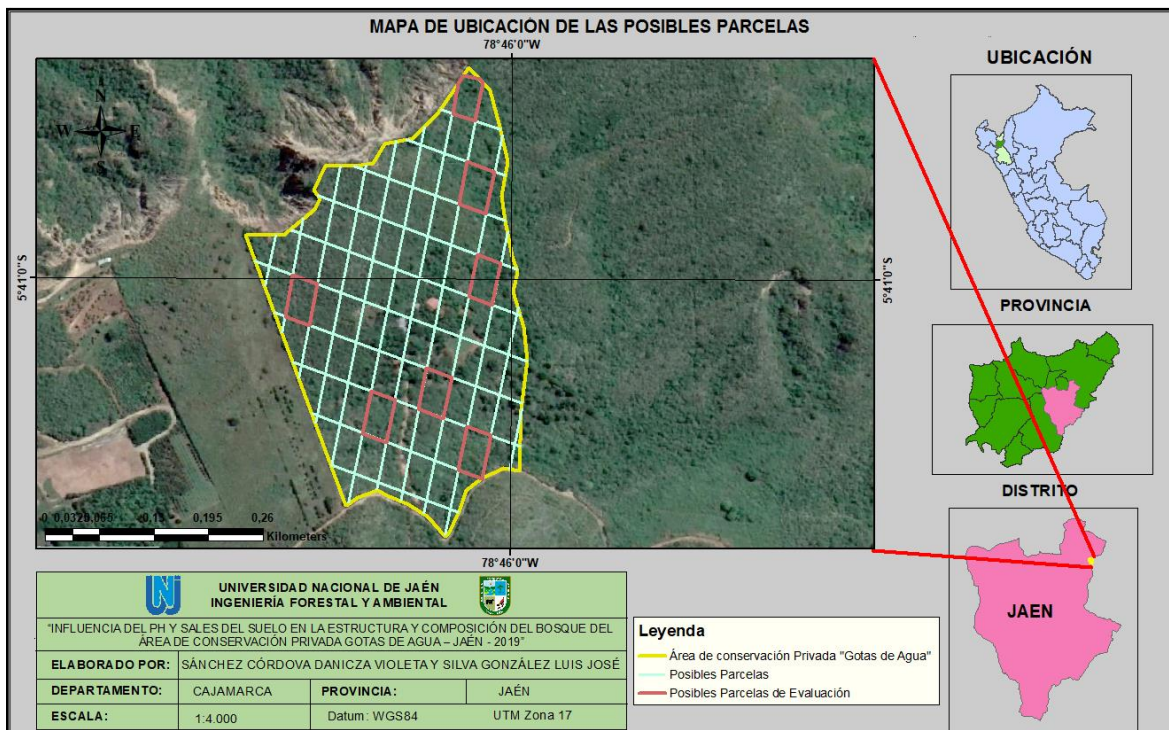 MAPA DE UBICACIÓN DE LAS POSIBLES PARCELAS
78°46'0"W
N
W E
S
5°41'0"S
5°41'0"S
0,13 0,195 0,26
Kilometers
78°46'0"W
UBICACIÓN
PROVINCIA
DISTRITO
JAEN
UNJ
UNIVERSIDAD NACIONAL DE JAÉN
INGENIERÍA FORESTAL Y AMBIENTAL
"INFLUENCIA DEL PH Y SALES DEL SUELO EN LA ESTRUCTURA Y COMPOSICIÓN DEL BOSQUE DEL
ÁREA DE CONSERVACIÓN PRIVADA GOTAS DE AGUA – JAÉN - 2019"
ELABORADO POR: SÁNCHEZ CÓRDOVA DANICZA VIOLETA Y SILVA GONZÁLEZ LUIS JOSÉ
DEPARTAMENTO: CAJAMARCA PROVINCIA: JAÉN
ESCALA: 1:4.000 Datum: WGS84 UTM Zona 17
Leyenda
Área de conservación Privada "Gotas de Agua"
Posibles Parcelas
Posibles Parcelas de Evaluación